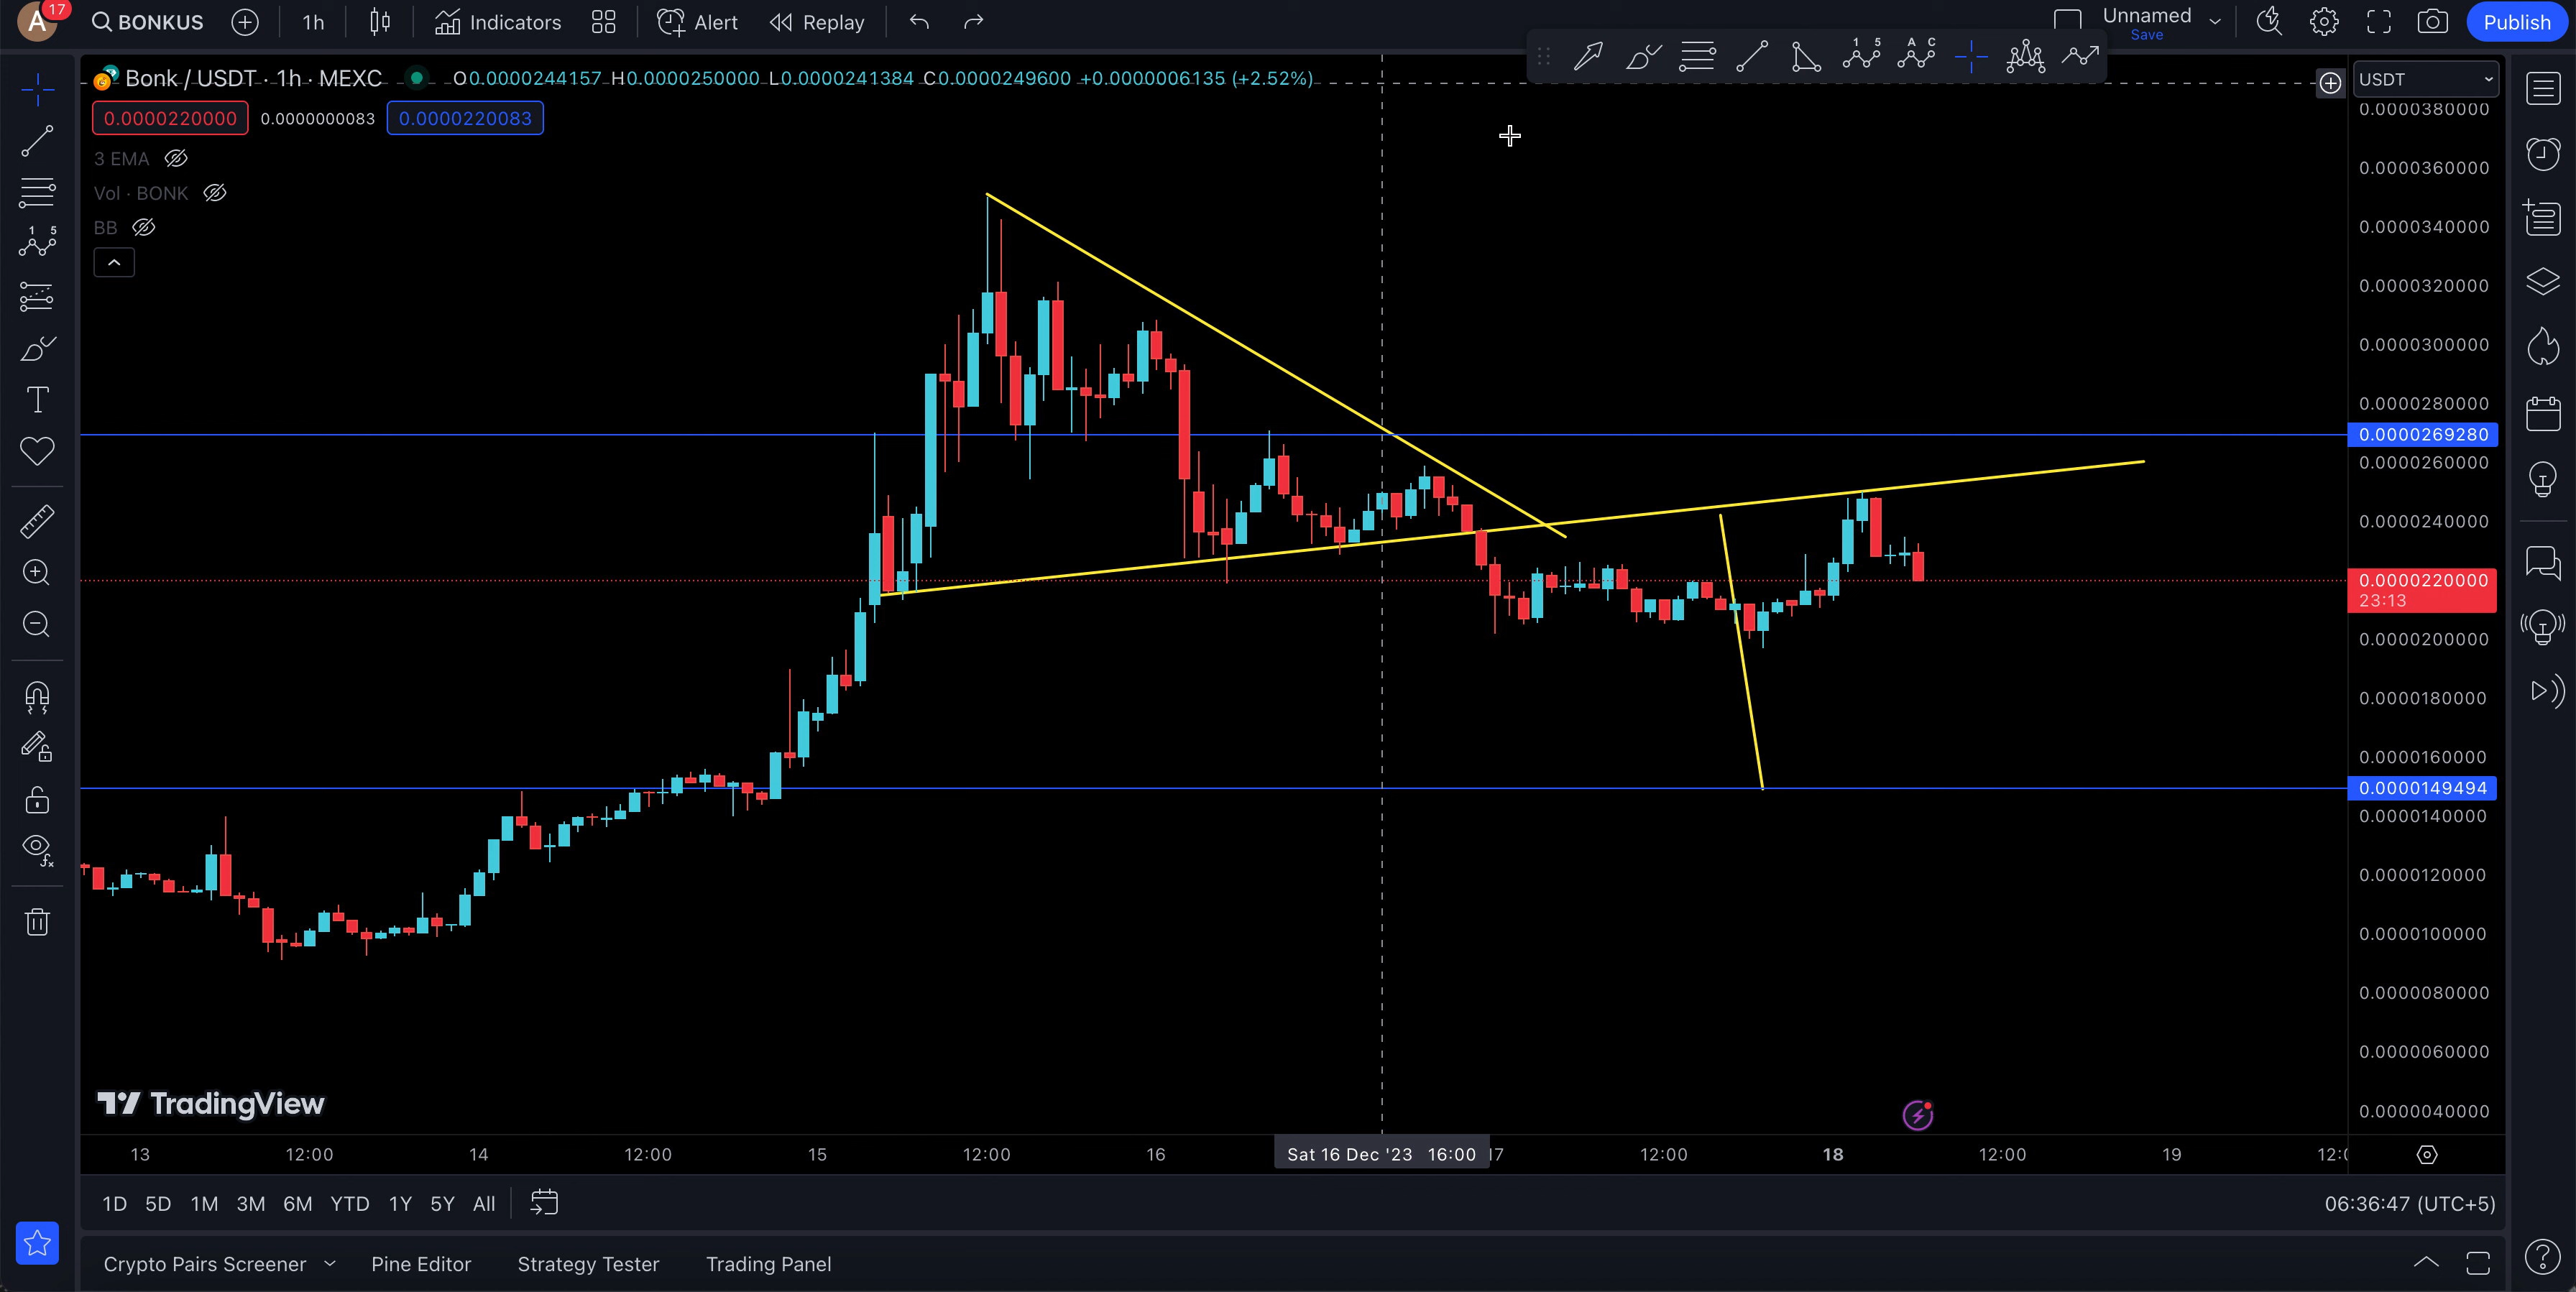 A 17 BONKUS 1h Indicators Alert Replay Unnamed Publish
Save
1 5 A C
Bonk / USDT · 1h · MEXC O0.0000244157 H0.0000250000 L0.0000241384 C0.0000249600 +0.0000006135 (+2.52%) USDT
0.0000220000 0.0000000083 0.0000220083
3 EMA
Vol · BONK
BB
1 5
T
0.0000380000
0.0000360000
0.0000340000
0.0000320000
0.0000300000
0.0000280000
0.0000269280
0.0000260000
0.0000240000
0.0000220000
23:13
0.0000200000
0.0000180000
0.0000160000
0.0000149494
0.0000140000
0.0000120000
0.0000100000
0.0000080000
0.0000060000
0.0000040000
TradingView
13 12:00 14 12:00 15 12:00 16 Sat 16 Dec '23 16:00 17 12:00 18 12:00 19
1D 5D 1M 3M 6M YTD 1Y 5Y All 06:36:47 (UTC+5)
Crypto Pairs Screener Pine Editor Strategy Tester Trading Panel